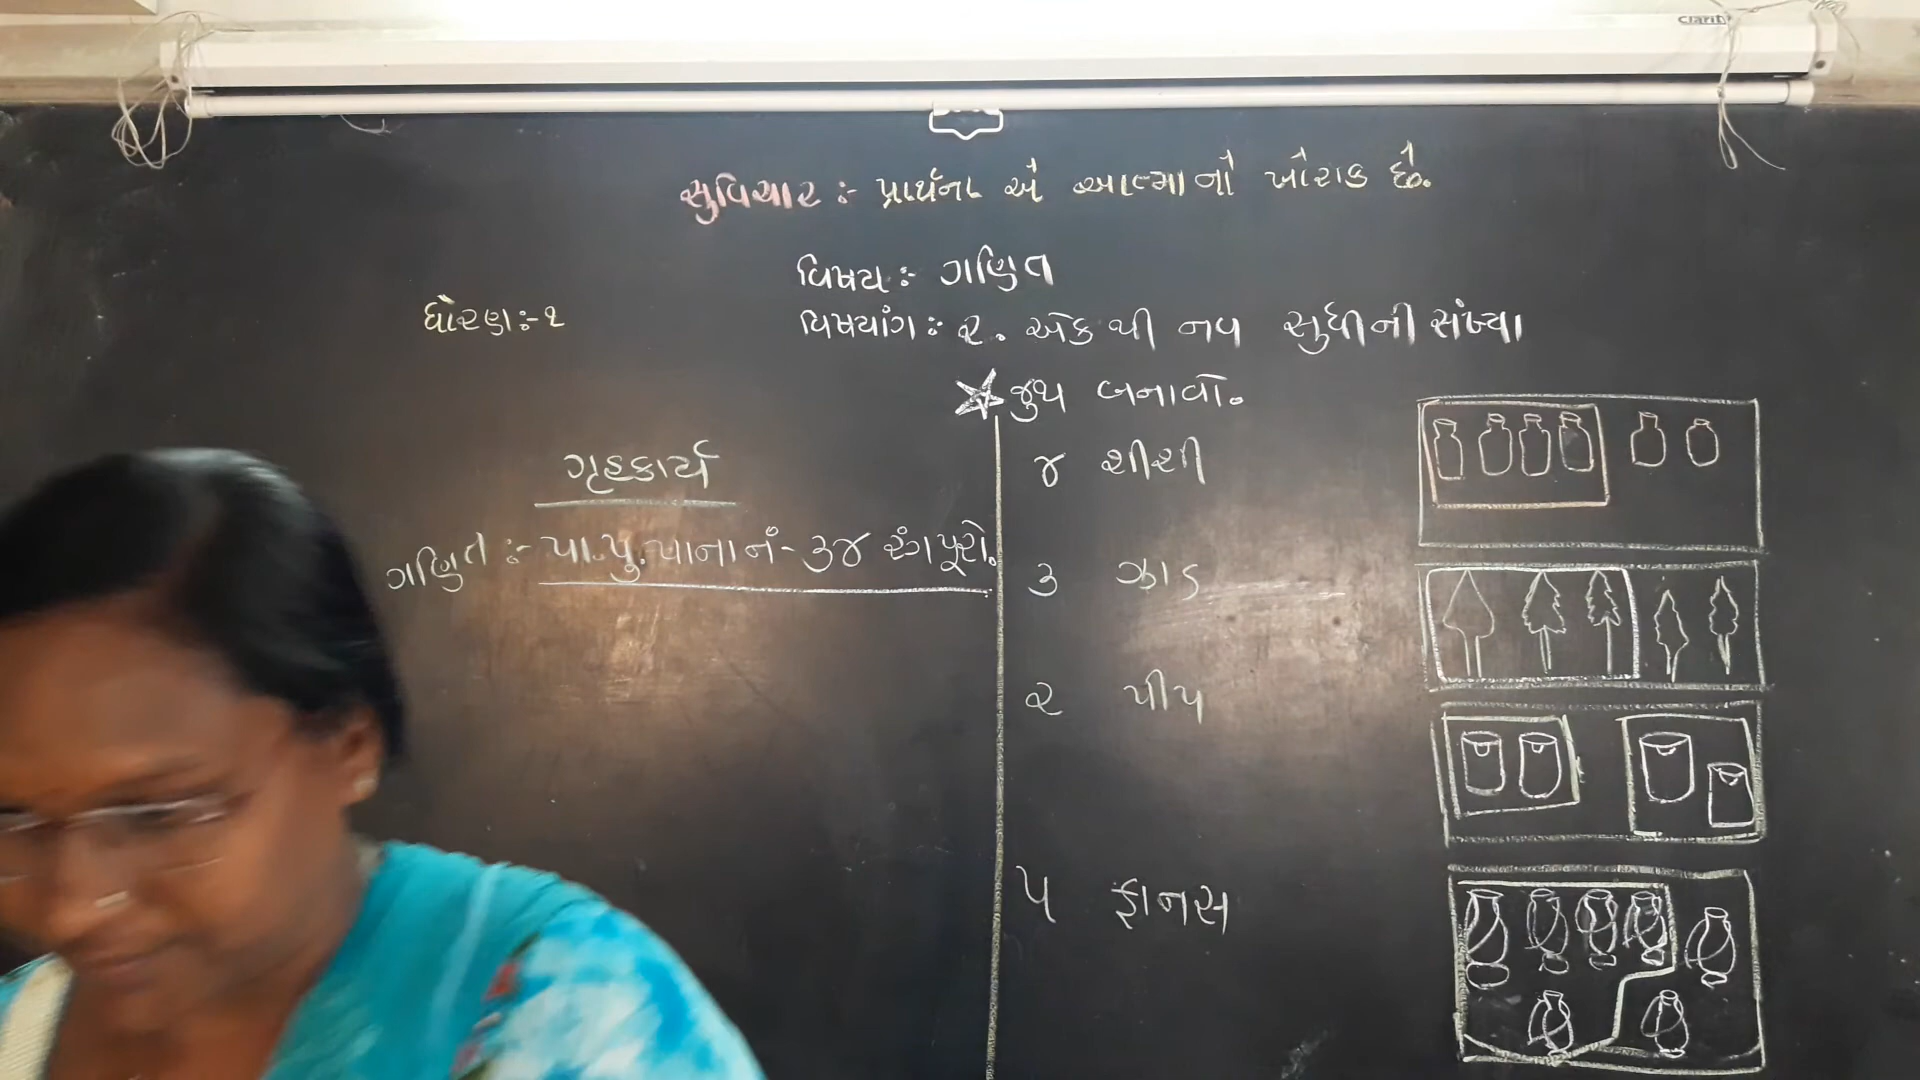 clarity
સુવિચાર :- પ્રાર્થના એ આત્માનો ખોરાક છે.
વિષય :- ગણિત
ધોરણ :- ૧
વિષયાંગ :- ૨. એક થી નવ સુધીની સંખ્યા
જુથ બનાવો.
ગૃહકાર્ય
ગણિત :- પા.પુ. પાના નં - ૩૪ રંગ પૂરો.
૪ શીશી
૩ ઝાડ
૨ પીપ
૫ ફાનસ